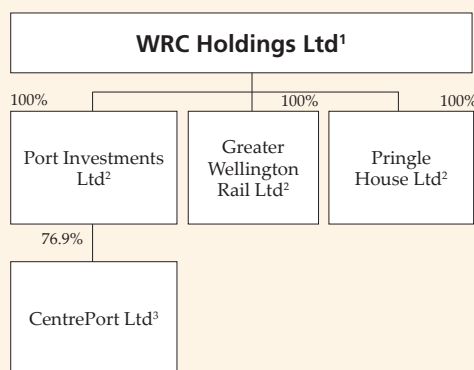 WRC Holdings Ltd¹
100%
100%
100%
Port Investments
Ltd²
Greater
Wellington
Rail Ltd²
Pringle
House Ltd²
76.9%
CentrePort Ltd³